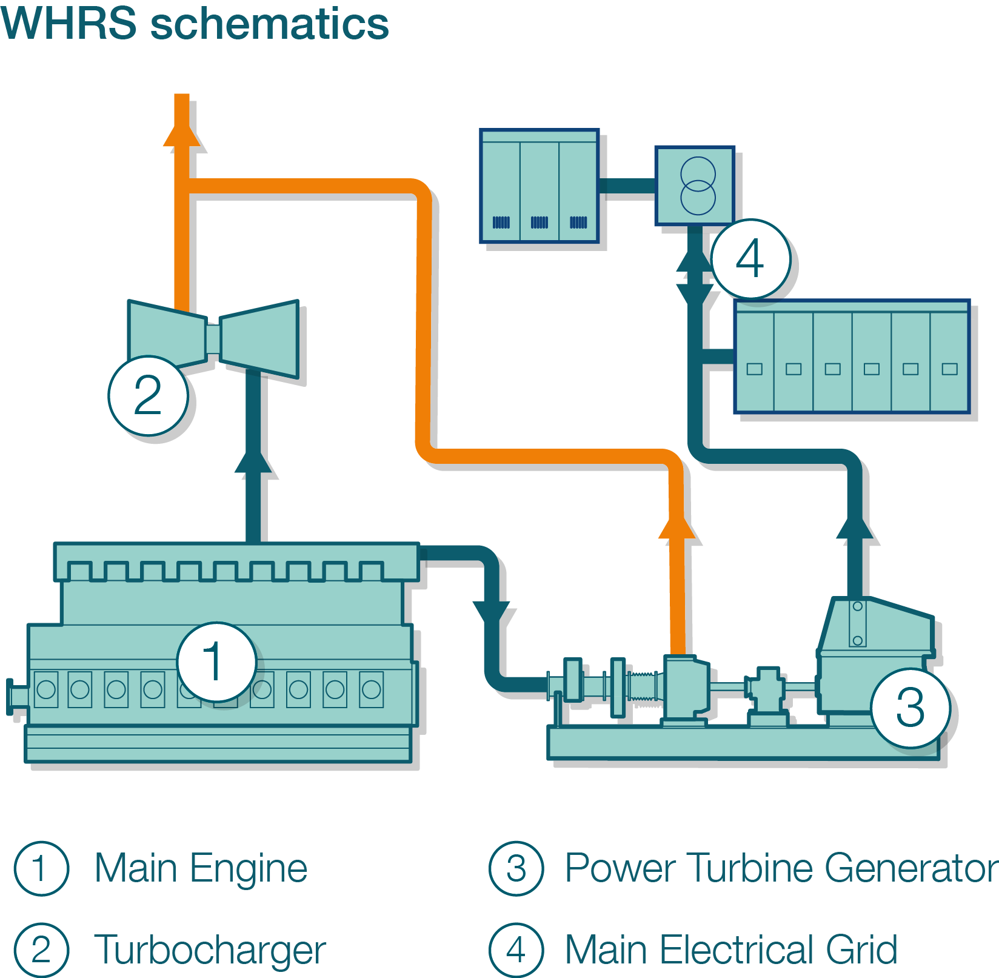 WHRS schematics
4
2
1
3
1 Main Engine
3 Power Turbine Generator
2 Turbocharger
4 Main Electrical Grid